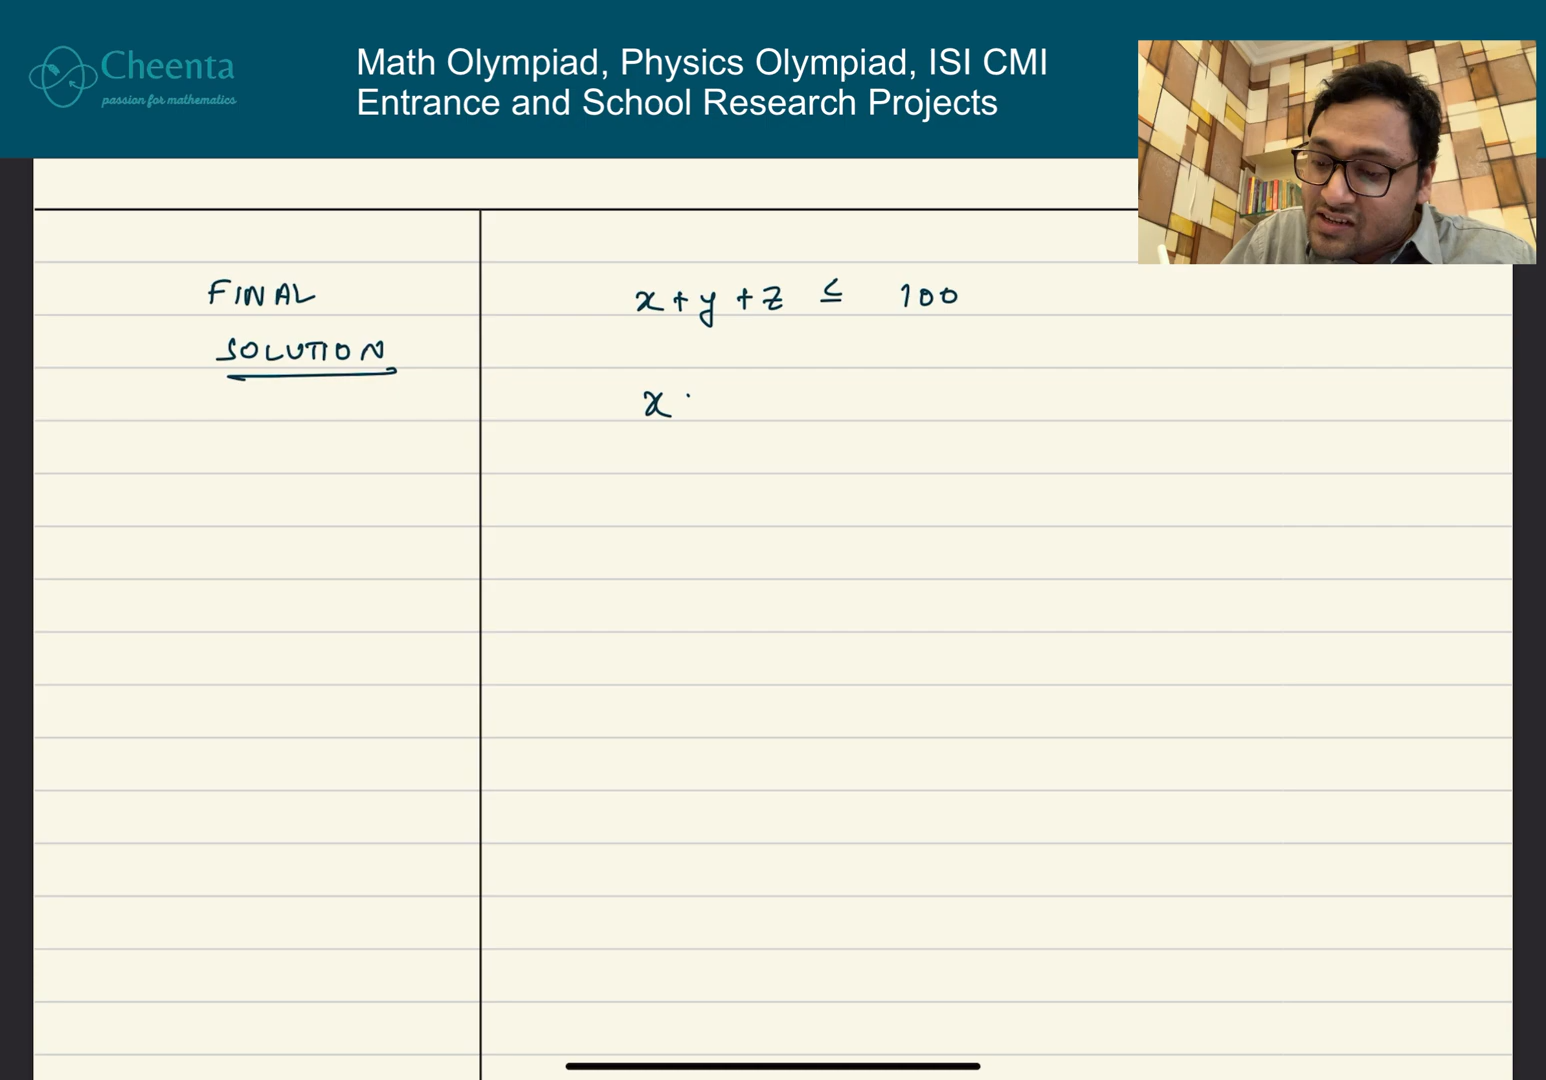 Cheenta
passion for mathematics
Math Olympiad, Physics Olympiad, ISI CMI
Entrance and School Research Projects
FINAL
SOLUTION
x + y + z ≤ 100
x